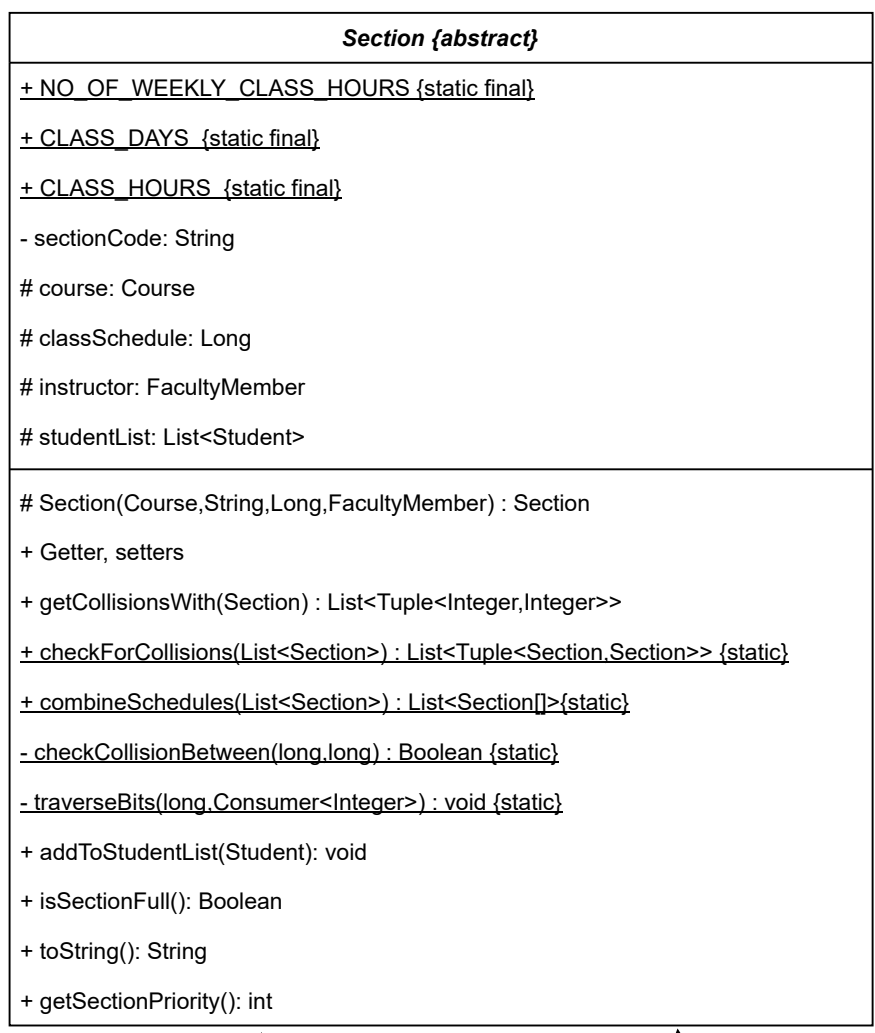 Section {abstract}
+ NO_OF_WEEKLY_CLASS_HOURS {static final}
+ CLASS_DAYS  {static final}
+ CLASS_HOURS  {static final}
- sectionCode: String
# course: Course
# classSchedule: Long
# instructor: FacultyMember
# studentList: List<Student>
# Section(Course,String,Long,FacultyMember) : Section
+ Getter, setters
+ getCollisionsWith(Section) : List<Tuple<Integer,Integer>>
+ checkForCollisions(List<Section>) : List<Tuple<Section,Section>> {static}
+ combineSchedules(List<Section>) : List<Section[]>{static}
- checkCollisionBetween(long,long) : Boolean {static}
- traverseBits(long,Consumer<Integer>) : void {static}
+ addToStudentList(Student): void
+ isSectionFull(): Boolean
+ toString(): String
+ getSectionPriority(): int